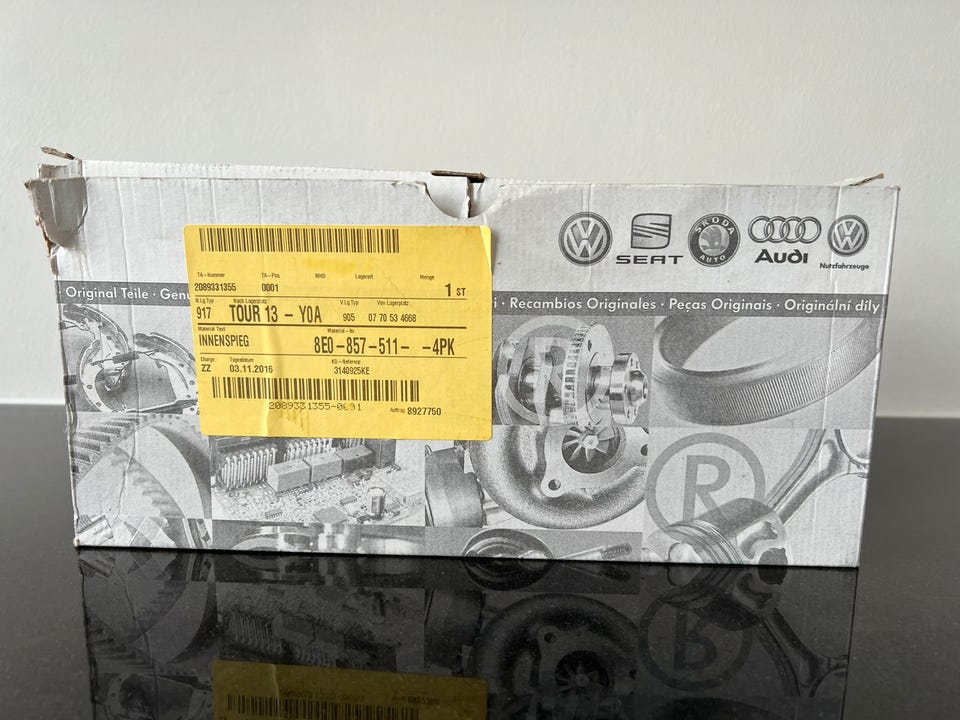 SEAT
ŠKODA
AUTO
Audi
Nutzfahrzeuge
· Original Teile · Genu
i · Recambios Originales · Peças Originais · Originální díly
TA-Nummer TA-Pos MHD Lagerort Menge
2089331355 0001 1 ST
N.Lg.Typ Nach Lagerplatz V.Lg.Typ Von Lagerplatz
917 TOUR 13 - Y0A 905 07 70 53 4668
Material Text Material-Nr.
INNENSPIEG 8E0-857-511- -4PK
Charge Tagesdatum KD-Referenz
ZZ 03.11.2016 3140925KE
2089331355-0001 Auftrag 8927750
R
R